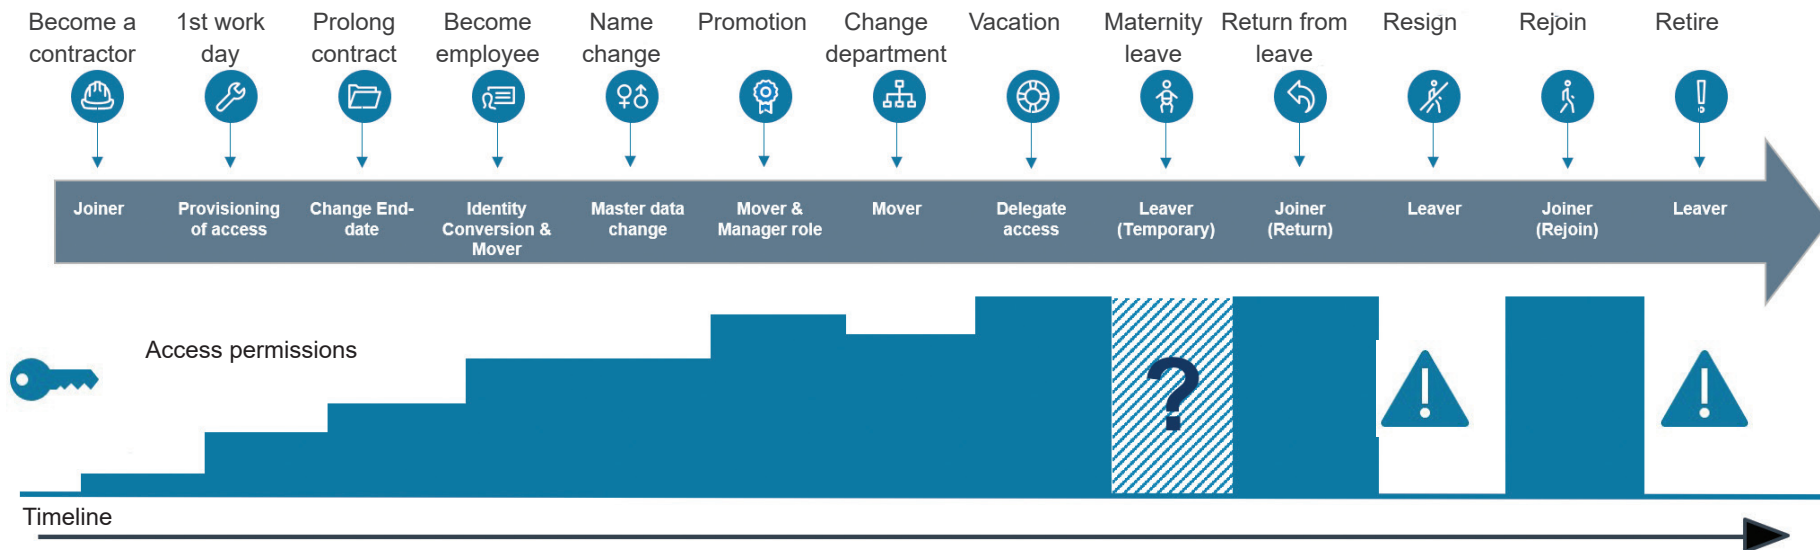 Become a
contractor
1st work
day
Prolong
contract
Become
employee
Name
change
Promotion
Change
department
Vacation
Maternity
leave
Return from
leave
Resign
Rejoin
Retire
Joiner
Provisioning
of access
Change End-
date
Identity
Conversion &
Mover
Master data
change
Mover &
Manager role
Mover
Delegate
access
Leaver
(Temporary)
Joiner
(Return)
Leaver
Joiner
(Rejoin)
Leaver
Access permissions
?
Timeline